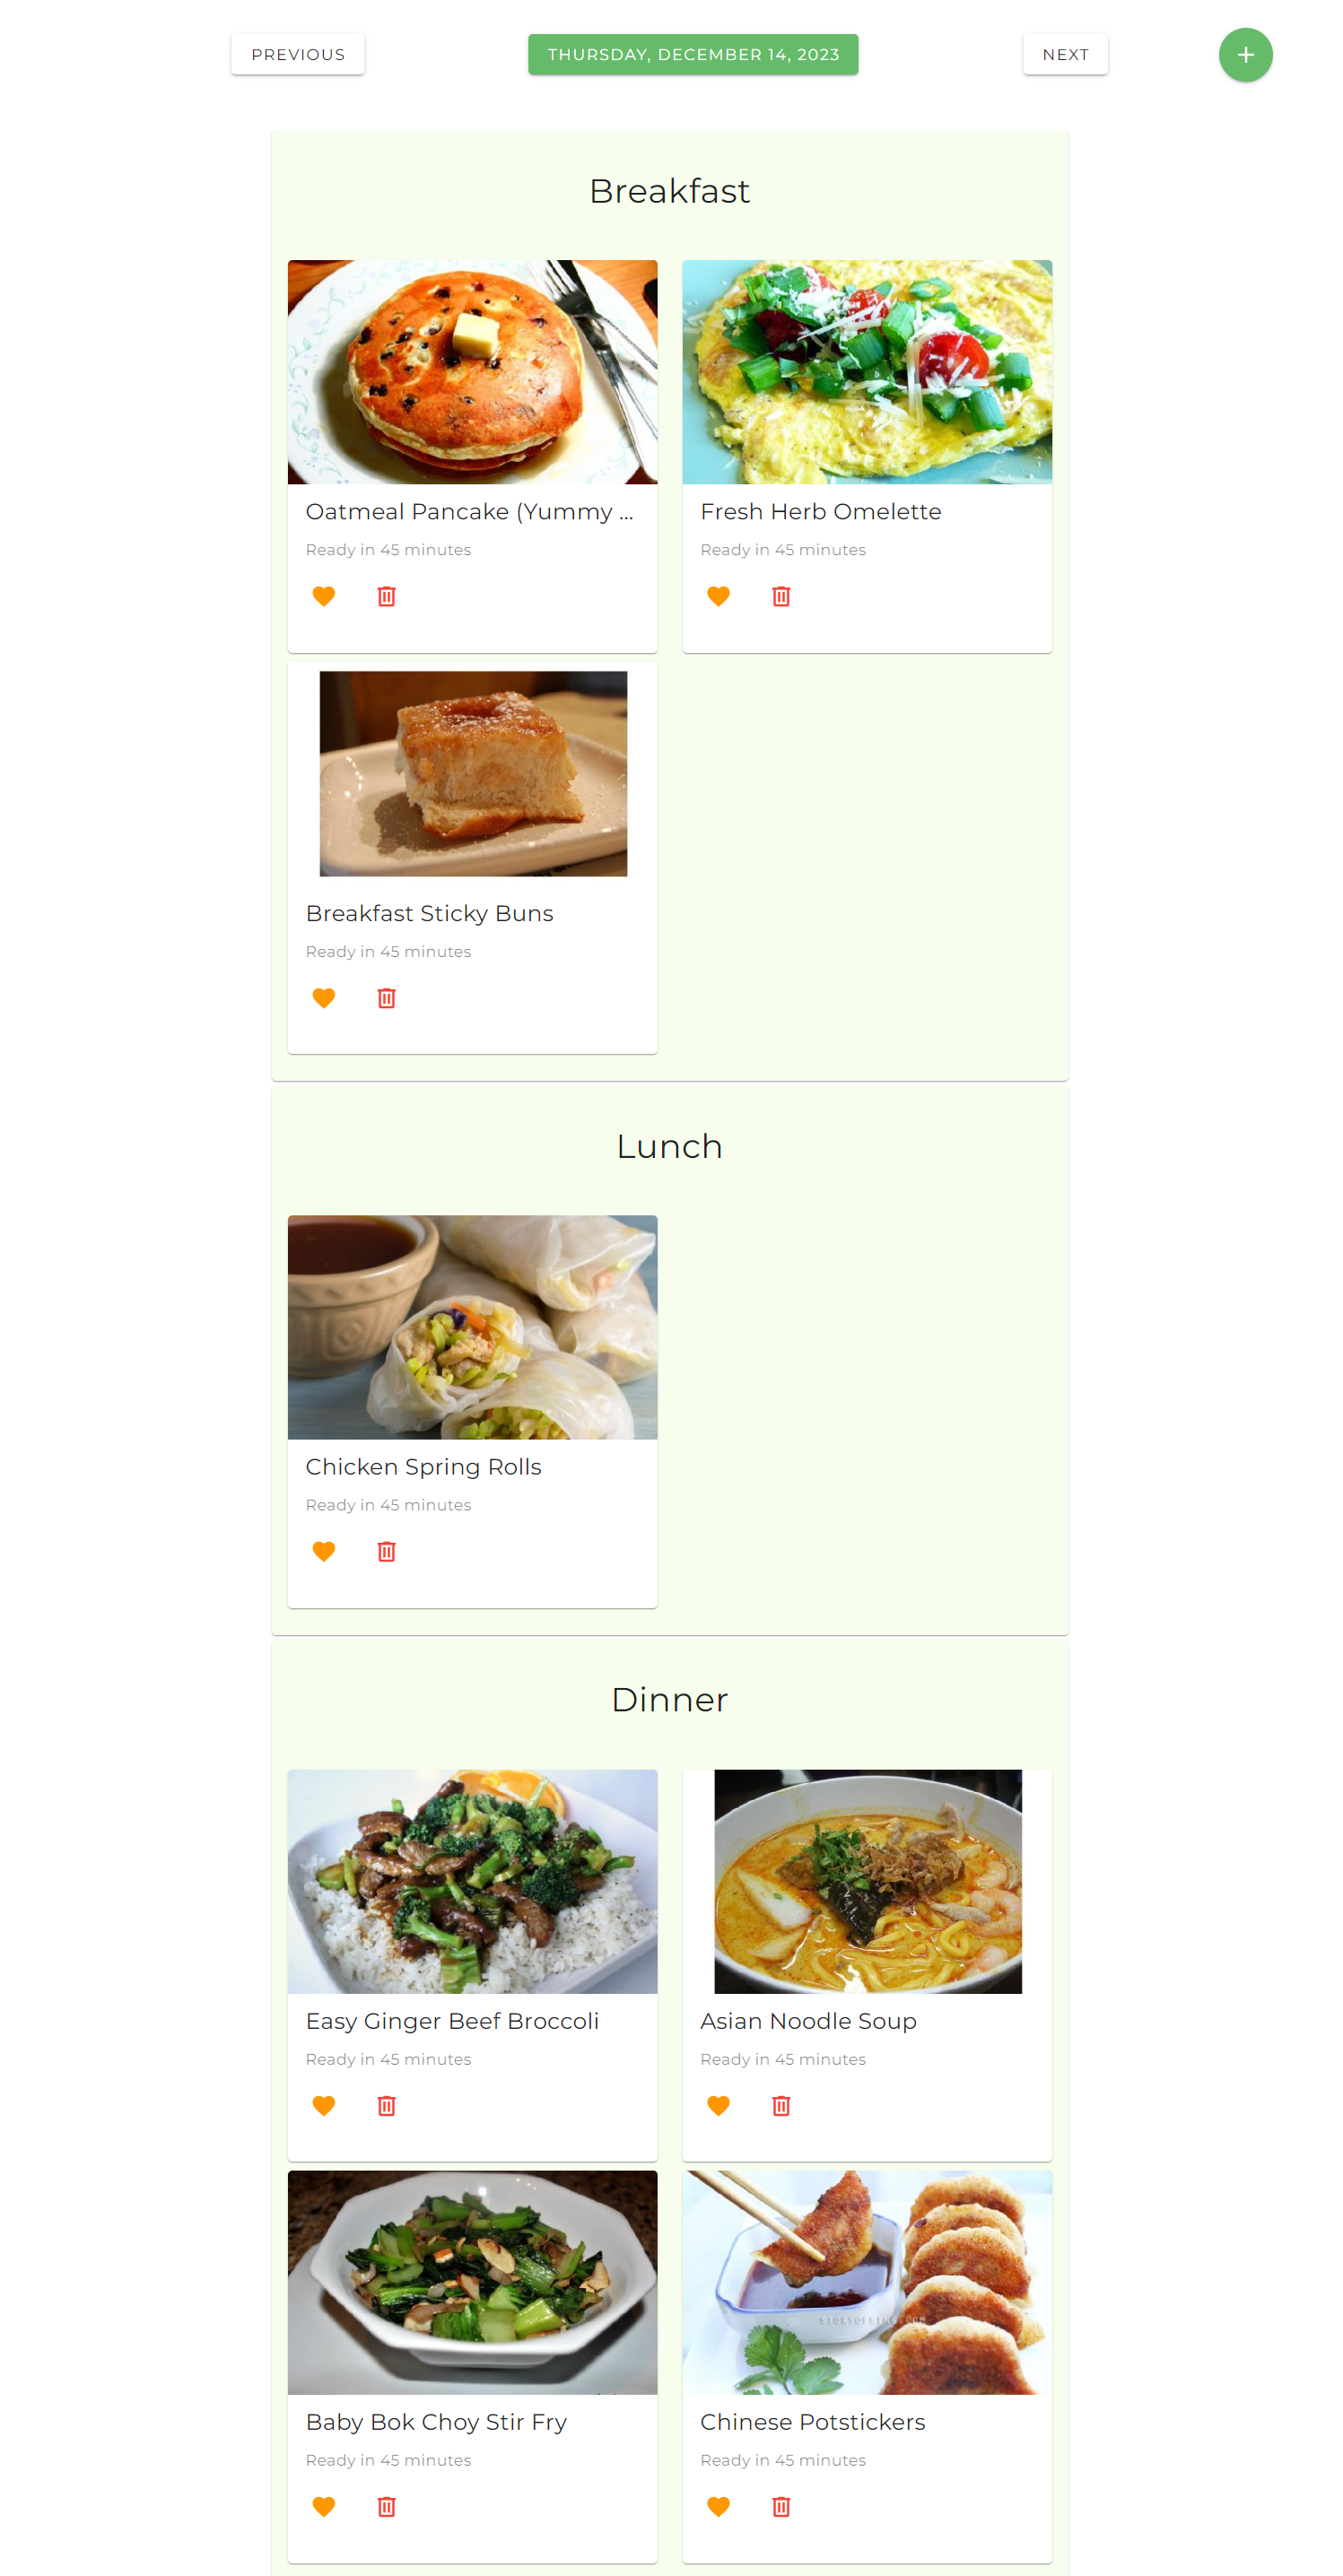 PREVIOUS
THURSDAY, DECEMBER 14, 2023
NEXT
Breakfast
Oatmeal Pancake (Yummy ...
Ready in 45 minutes
Fresh Herb Omelette
Ready in 45 minutes
Breakfast Sticky Buns
Ready in 45 minutes
Lunch
Chicken Spring Rolls
Ready in 45 minutes
Dinner
Easy Ginger Beef Broccoli
Ready in 45 minutes
Asian Noodle Soup
Ready in 45 minutes
Baby Bok Choy Stir Fry
Ready in 45 minutes
Chinese Potstickers
Ready in 45 minutes